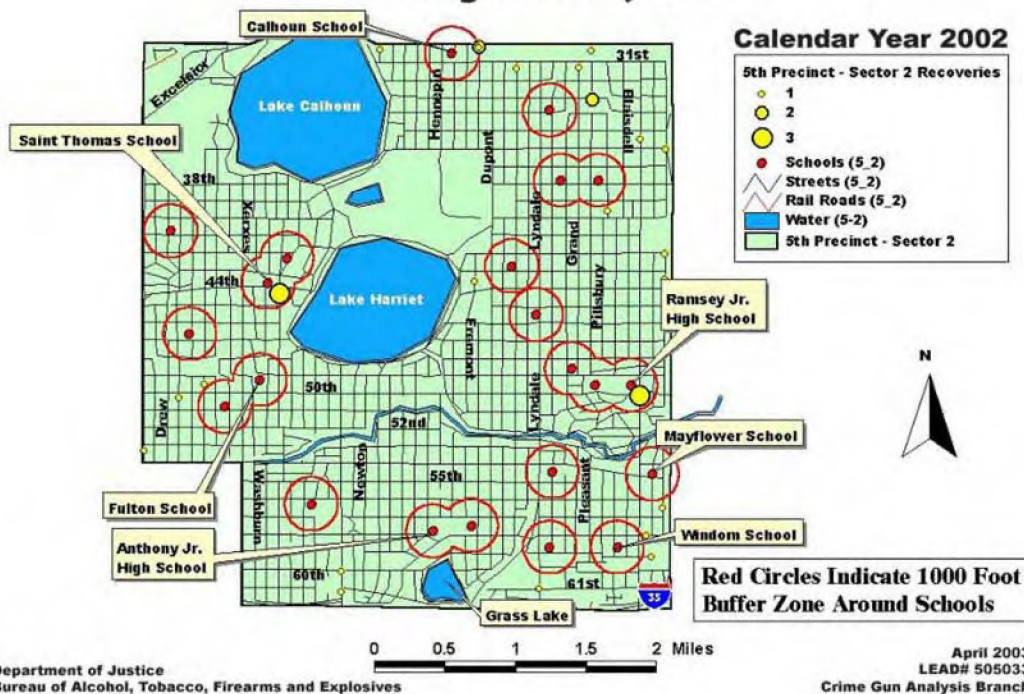 Calhoun School
Calendar Year 2002
31st
5th Precinct - Sector 2 Recoveries
1
2
3
Schools (5_2)
Streets (5_2)
Rail Roads (5_2)
Water (5-2)
5th Precinct - Sector 2
Excelsior
Lake Calhoun
Hennepin
Blaisdell
Saint Thomas School
Dupont
38th
Xerxes
Lyndale
Grand
44th
Lake Harriet
Pillsbury
Ramsey Jr.
High School
Fremont
N
50th
Lyndale
Drew
52nd
Mayflower School
55th
Newton
Pleasant
Washburn
Fulton School
Windom School
Anthony Jr.
High School
60th
61st
35
Red Circles Indicate 1000 Foot
Buffer Zone Around Schools
Grass Lake
0 0.5 1 1.5 2 Miles
Department of Justice
Bureau of Alcohol, Tobacco, Firearms and Explosives
April 2003
LEAD# 505033
Crime Gun Analysis Branch